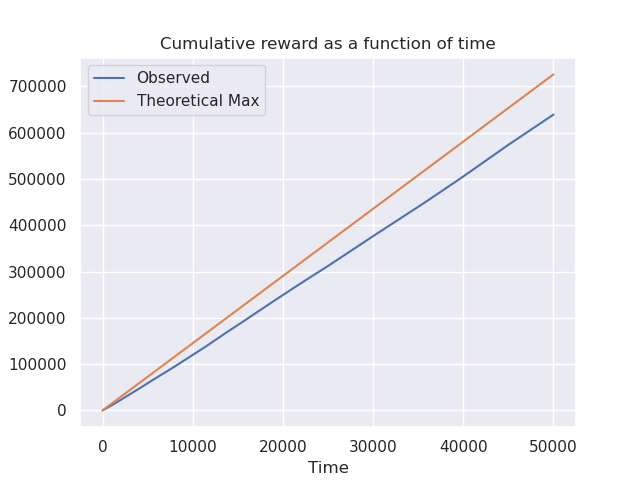 Cumulative reward as a function of time
Observed
Theoretical Max
700000
600000
500000
400000
300000
200000
100000
0
0 10000 20000 30000 40000 50000
Time